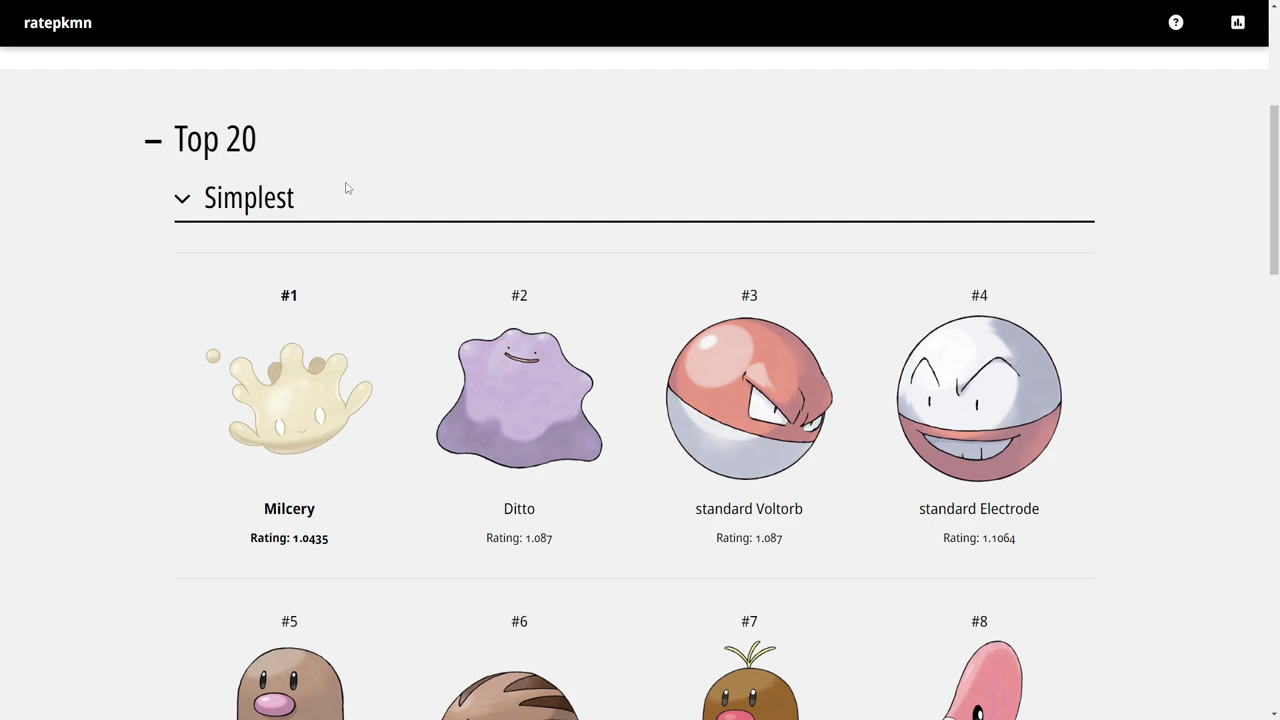 ratepkmn
Top 20
Simplest
#1 #2 #3 #4
Milcery Ditto standard Voltorb standard Electrode
Rating: 1.0435 Rating: 1.087 Rating: 1.087 Rating: 1.1064
#5 #6 #7 #8